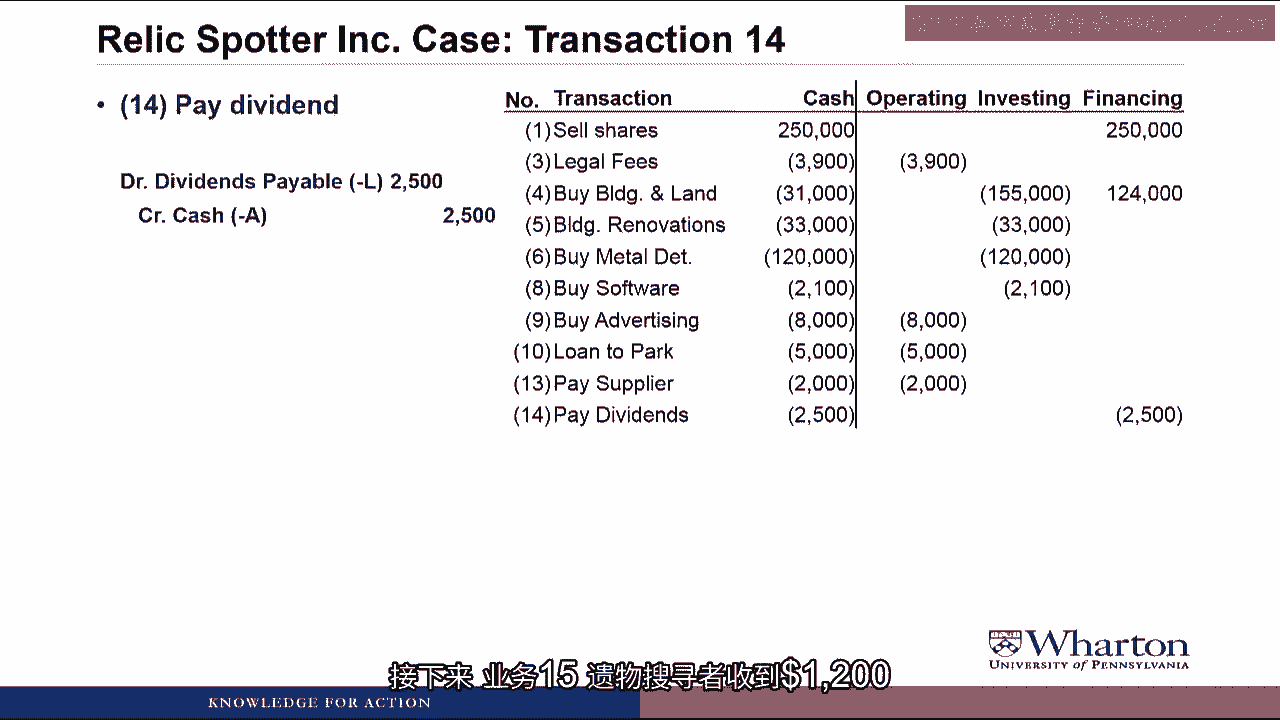 Relic Spotter Inc. Case: Transaction 14
• (14) Pay dividend
Dr. Dividends Payable (-L) 2,500
Cr. Cash (-A) 2,500
No. Transaction Cash Operating Investing Financing
(1) Sell shares 250,000 250,000
(3) Legal Fees (3,900) (3,900)
(4) Buy Bldg. & Land (31,000) (155,000) 124,000
(5) Bldg. Renovations (33,000) (33,000)
(6) Buy Metal Det. (120,000) (120,000)
(8) Buy Software (2,100) (2,100)
(9) Buy Advertising (8,000) (8,000)
(10) Loan to Park (5,000) (5,000)
(13) Pay Supplier (2,000) (2,000)
(14) Pay Dividends (2,500) (2,500)
Wharton
UNIVERSITY of PENNSYLVANIA
接下来 业务15 遗物搜寻者收到$1,200
KNOWLEDGE FOR ACTION